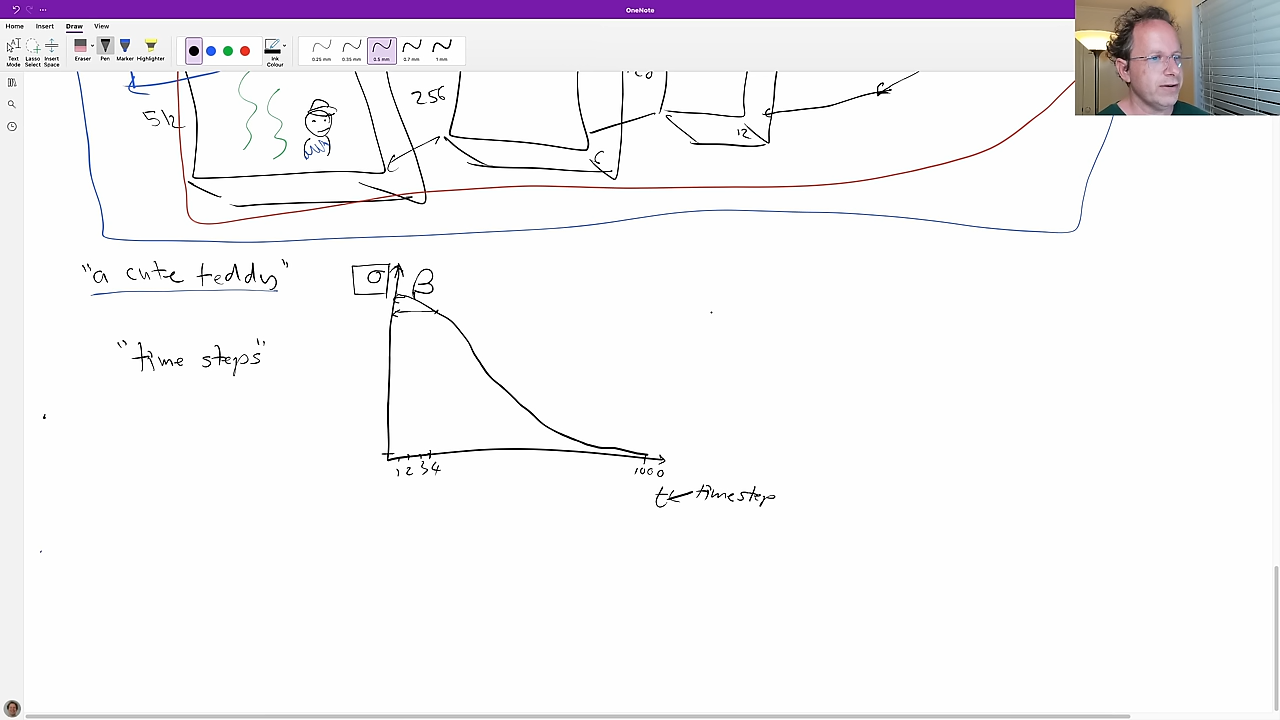 OneNote
Home Insert Draw View
Text Mode Lasso Select Insert Space Eraser Pen Marker Highlighter Ink Colour 0.25 mm 0.35 mm 0.5 mm 0.7 mm 1 mm
256
512
12
6
"a cute teddy"
σ β
"time steps"
1 2 3 4 1000
t ← timestep